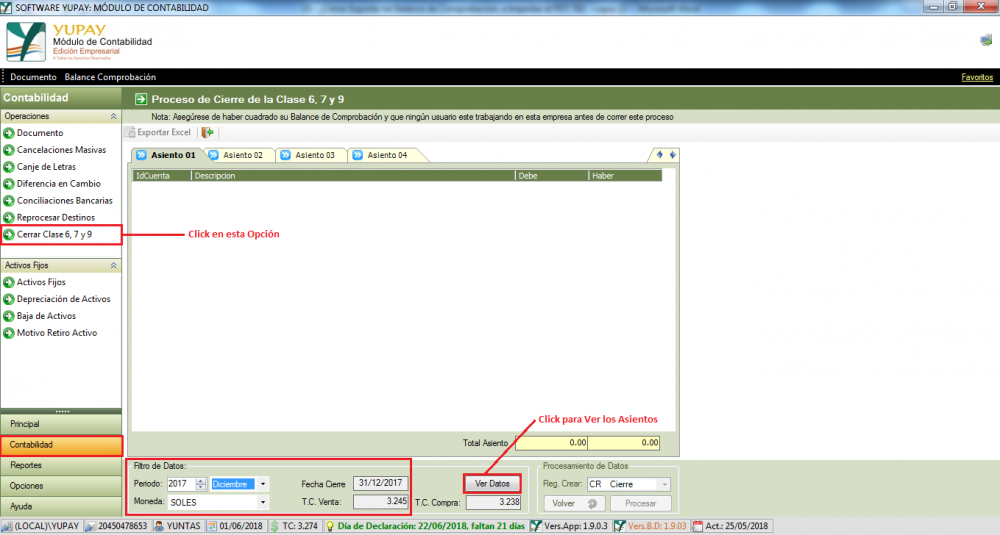 SOFTWARE YUPAY: MÓDULO DE CONTABILIDAD
YUPAY
Módulo de Contabilidad
Edición Empresarial
Documento Balance Comprobación Favoritos
Contabilidad
Proceso de Cierre de la Clase 6, 7 y 9
Operaciones
Nota: Asegúrese de haber cuadrado su Balance de Comprobación y que ningún usuario este trabajando en esta empresa antes de correr este proceso
Documento
Exportar Excel
Cancelaciones Masivas
Asiento 01 Asiento 02 Asiento 03 Asiento 04
Canje de Letras
IdCuenta Descripcion Debe Haber
Diferencia en Cambio
Conciliaciones Bancarias
Reprocesar Destinos
Cerrar Clase 6, 7 y 9
Click en esta Opción
Activos Fijos
Activos Fijos
Depreciación de Activos
Baja de Activos
Motivo Retiro Activo
Principal
Click para Ver los Asientos
Contabilidad
Total Asiento 0.00 0.00
Reportes
Filtro de Datos:
Procesamiento de Datos
Periodo: 2017 Diciembre Fecha Cierre 31/12/2017 Ver Datos Reg. Crear: CR Cierre
Opciones
Moneda: SOLES T.C. Venta: 3.245 T.C. Compra: 3.238 Volver Procesar
Ayuda
(LOCAL)\YUPAY 20450478653 YUNTAS 01/06/2018 TC: 3.274 Día de Declaración: 22/06/2018, faltan 21 días Vers.App: 1.9.0.3 Vers.B.D: 1.9.03 Act.: 25/05/2018